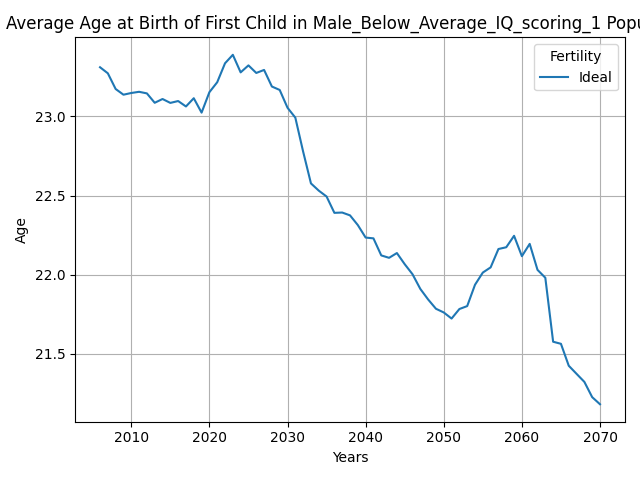 Average Age at Birth of First Child in Male_Below_Average_IQ_scoring_1 Popu
Fertility
Ideal
23.0
22.5
22.0
21.5
Age
2010 2020 2030 2040 2050 2060 2070
Years